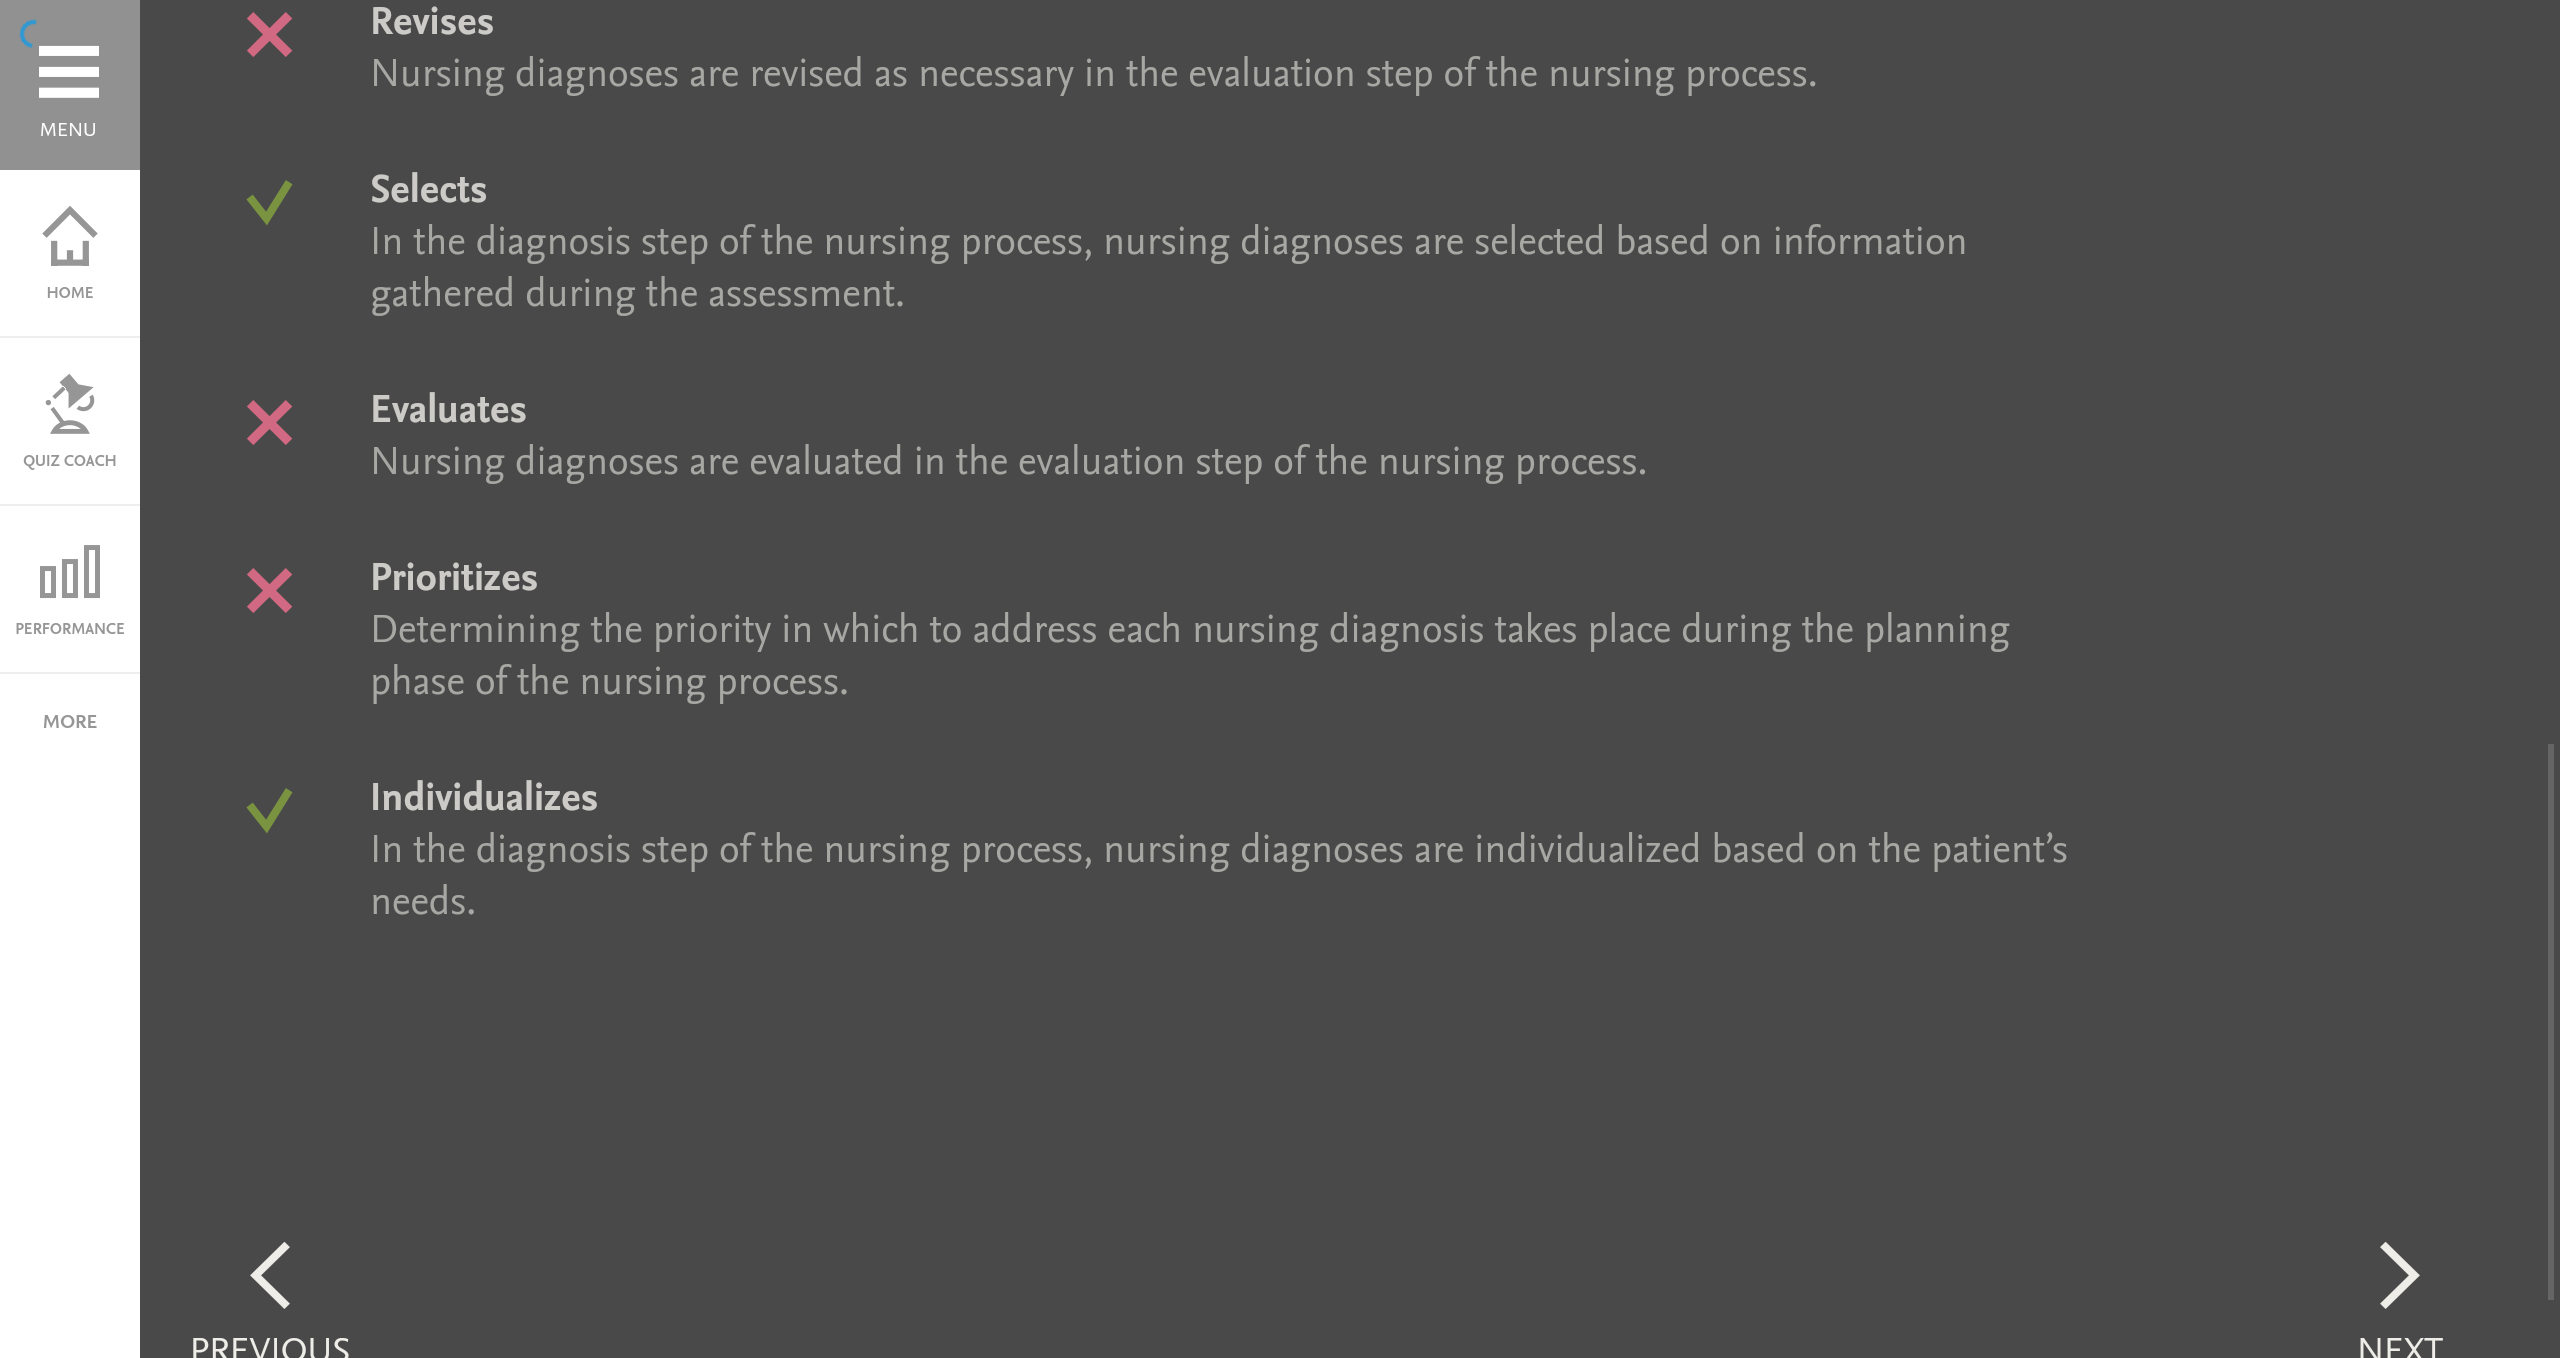 MENU
HOME
QUIZ COACH
PERFORMANCE
MORE
Revises
Nursing diagnoses are revised as necessary in the evaluation step of the nursing process.
Selects
In the diagnosis step of the nursing process, nursing diagnoses are selected based on information
gathered during the assessment.
Evaluates
Nursing diagnoses are evaluated in the evaluation step of the nursing process.
Prioritizes
Determining the priority in which to address each nursing diagnosis takes place during the planning
phase of the nursing process.
Individualizes
In the diagnosis step of the nursing process, nursing diagnoses are individualized based on the patient’s
needs.
PREVIOUS
NEXT